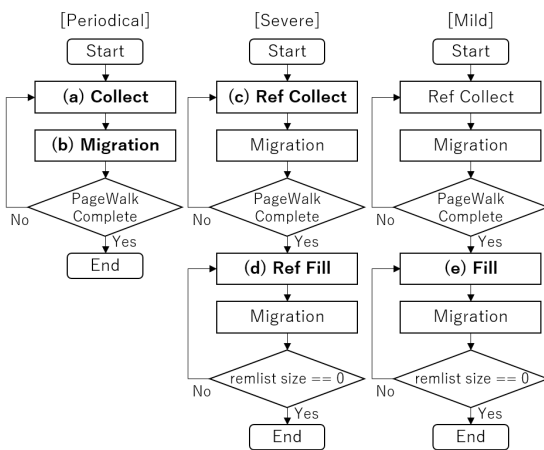 [Periodical]
Start
(a) Collect
(b) Migration
PageWalk
Complete
No
Yes
End
[Severe]
Start
(c) Ref Collect
Migration
PageWalk
Complete
No
Yes
(d) Ref Fill
Migration
remlist size == 0
No
Yes
End
[Mild]
Start
Ref Collect
Migration
PageWalk
Complete
No
Yes
(e) Fill
Migration
remlist size == 0
No
Yes
End